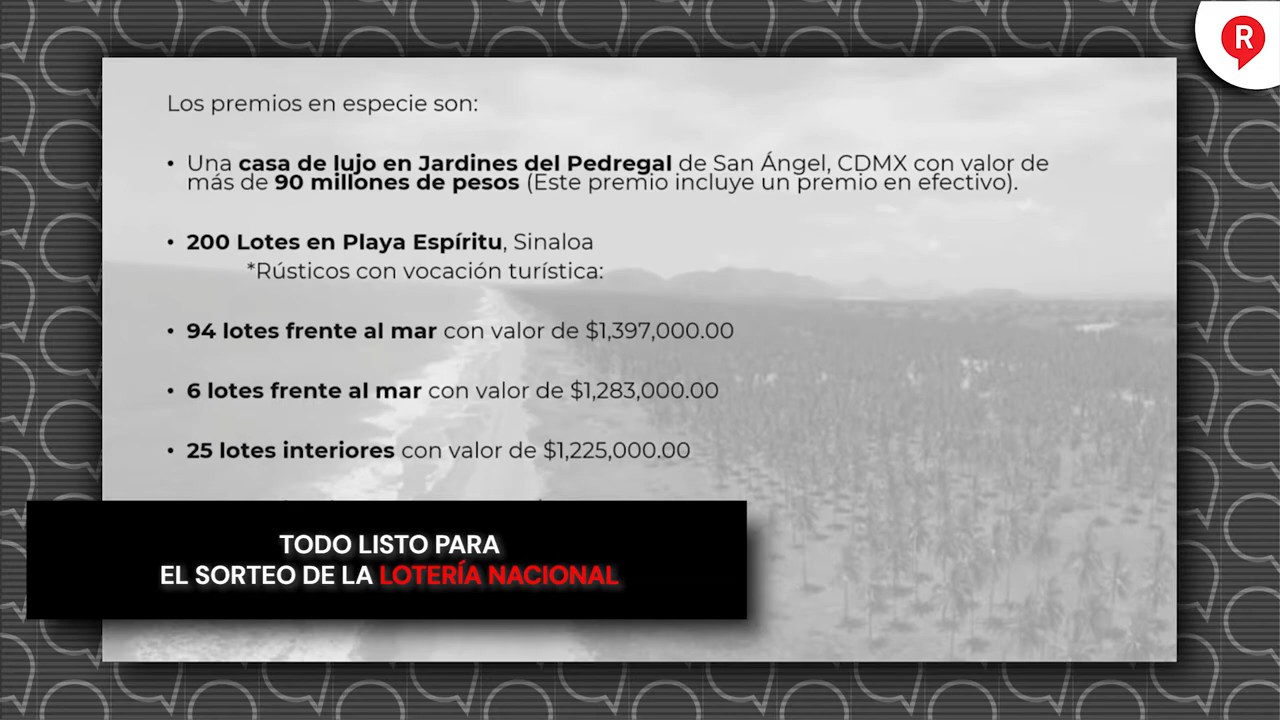 R
Los premios en especie son:
• Una casa de lujo en Jardines del Pedregal de San Ángel, CDMX con valor de
más de 90 millones de pesos (Este premio incluye un premio en efectivo).
• 200 Lotes en Playa Espíritu, Sinaloa
*Rústicos con vocación turística:
• 94 lotes frente al mar con valor de $1,397,000.00
• 6 lotes frente al mar con valor de $1,283,000.00
• 25 lotes interiores con valor de $1,225,000.00
TODO LISTO PARA
EL SORTEO DE LA LOTERÍA NACIONAL